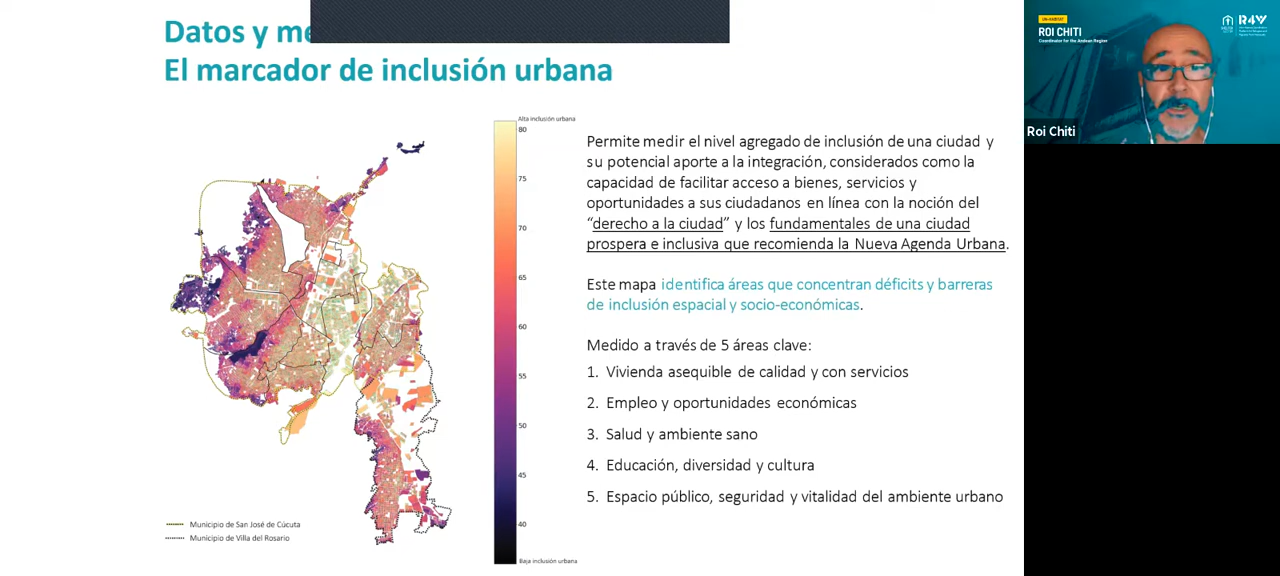 Datos y me
El marcador de inclusión urbana
Alta inclusión urbana
80
75
70
65
60
55
50
45
40
Baja inclusión urbana
Municipio de San José de Cúcuta
Municipio de Villa del Rosario
Permite medir el nivel agregado de inclusión de una ciudad y
su potencial aporte a la integración, considerados como la
capacidad de facilitar acceso a bienes, servicios y
oportunidades a sus ciudadanos en línea con la noción del
“derecho a la ciudad” y los fundamentales de una ciudad
prospera e inclusiva que recomienda la Nueva Agenda Urbana.
Este mapa identifica áreas que concentran déficits y barreras
de inclusión espacial y socio-económicas.
Medido a través de 5 áreas clave:
1. Vivienda asequible de calidad y con servicios
2. Empleo y oportunidades económicas
3. Salud y ambiente sano
4. Educación, diversidad y cultura
5. Espacio público, seguridad y vitalidad del ambiente urbano
UN-HABITAT
ROI CHITI
Coordinator for the Andean Region
R4V
Roi Chiti